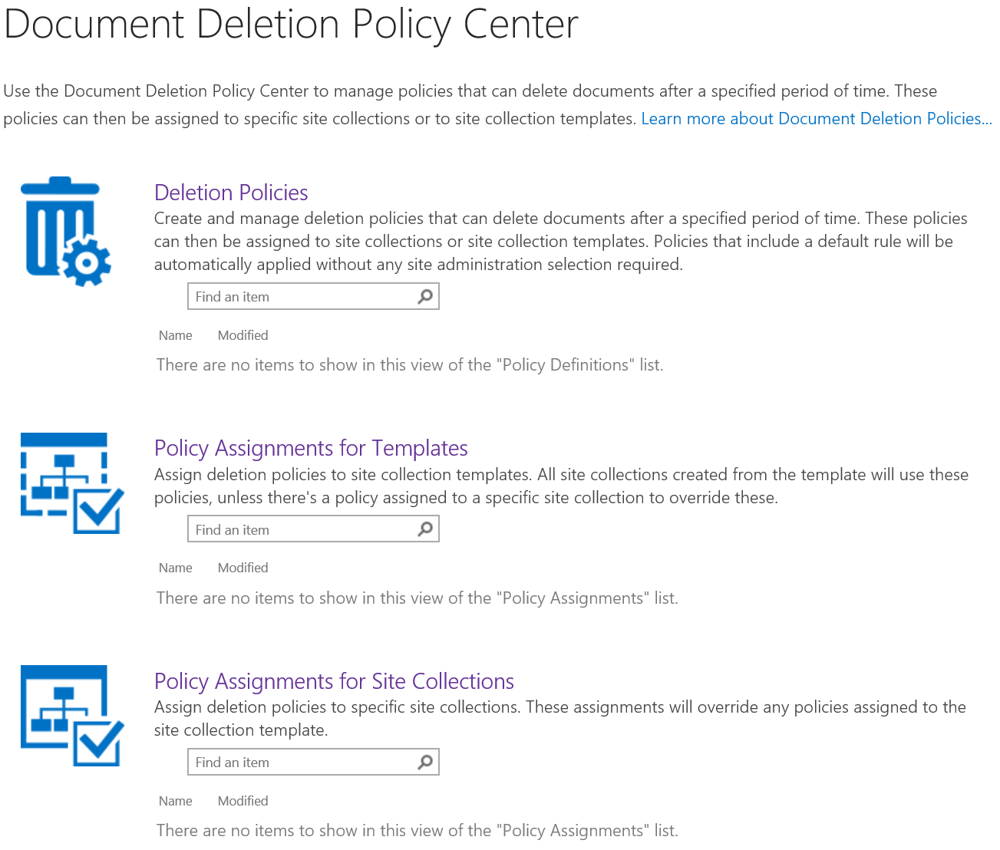 Document Deletion Policy Center
Use the Document Deletion Policy Center to manage policies that can delete documents after a specified period of time. These
policies can then be assigned to specific site collections or to site collection templates. Learn more about Document Deletion Policies...
Deletion Policies
Create and manage deletion policies that can delete documents after a specified period of time. These policies
can then be assigned to site collections or site collection templates. Policies that include a default rule will be
automatically applied without any site administration selection required.
Find an item
Name Modified
There are no items to show in this view of the "Policy Definitions" list.
Policy Assignments for Templates
Assign deletion policies to site collection templates. All site collections created from the template will use these
policies, unless there's a policy assigned to a specific site collection to override these.
Find an item
Name Modified
There are no items to show in this view of the "Policy Assignments" list.
Policy Assignments for Site Collections
Assign deletion policies to specific site collections. These assignments will override any policies assigned to the
site collection template.
Find an item
Name Modified
There are no items to show in this view of the "Policy Assignments" list.